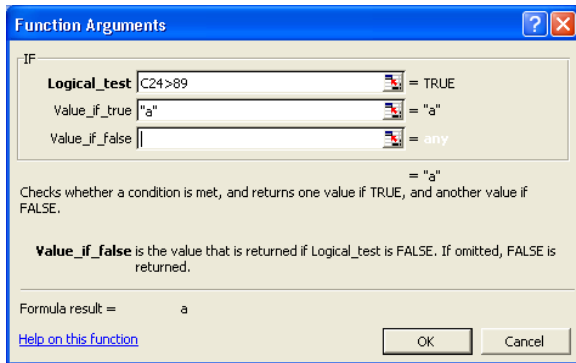 Function Arguments
IF
Logical_test C24>89 = TRUE
Value_if_true "a" = "a"
Value_if_false = any
= "a"
Checks whether a condition is met, and returns one value if TRUE, and another value if
FALSE.
Value_if_false is the value that is returned if Logical_test is FALSE. If omitted, FALSE is
returned.
Formula result = a
Help on this function OK Cancel